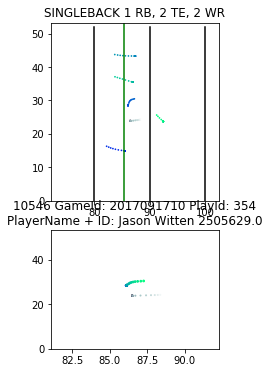 SINGLEBACK 1 RB, 2 TE, 2 WR
50
40
30
20
10
0
80 90 100
10546 GameId: 2017091710 PlayId: 354
PlayerName + ID: Jason Witten 2505629.0
40
20
0
82.5 85.0 87.5 90.0